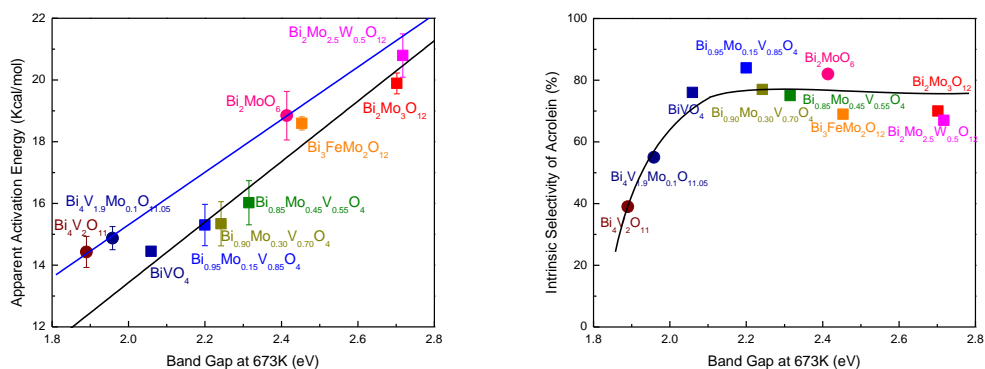 22
20
18
16
14
12
1.8 2.0 2.2 2.4 2.6 2.8
Apparent Activation Energy (Kcal/mol)
Band Gap at 673K (eV)
Bi₂Mo₂.₅W₀.₅O₁₂
Bi₂MoO₆
Bi₂Mo₃O₁₂
Bi₃FeMo₂O₁₂
Bi₄V₁.₉Mo₀.₁O₁₁.₀₅
Bi₀.₈₅Mo₀.₄₅V₀.₅₅O₄
Bi₄V₂O₁₁
Bi₀.₉₀Mo₀.₃₀V₀.₇₀O₄
BiVO₄
Bi₀.₉₅Mo₀.₁₅V₀.₈₅O₄
100
80
60
40
20
0
1.8 2.0 2.2 2.4 2.6 2.8
Intrinsic Selectivity of Acolein (%)
Band Gap at 673K (eV)
Bi₀.₉₅Mo₀.₁₅V₀.₈₅O₄
Bi₂MoO₆
Bi₂Mo₃O₁₂
BiVO₄
Bi₀.₈₅Mo₀.₄₅V₀.₅₅O₄
Bi₀.₉₀Mo₀.₃₀V₀.₇₀O₄
Bi₃FeMo₂O₁₂
Bi₂Mo₂.₅W₀.₅O₁₂
Bi₄V₁.₉Mo₀.₁O₁₁.₀₅
Bi₄V₂O₁₁